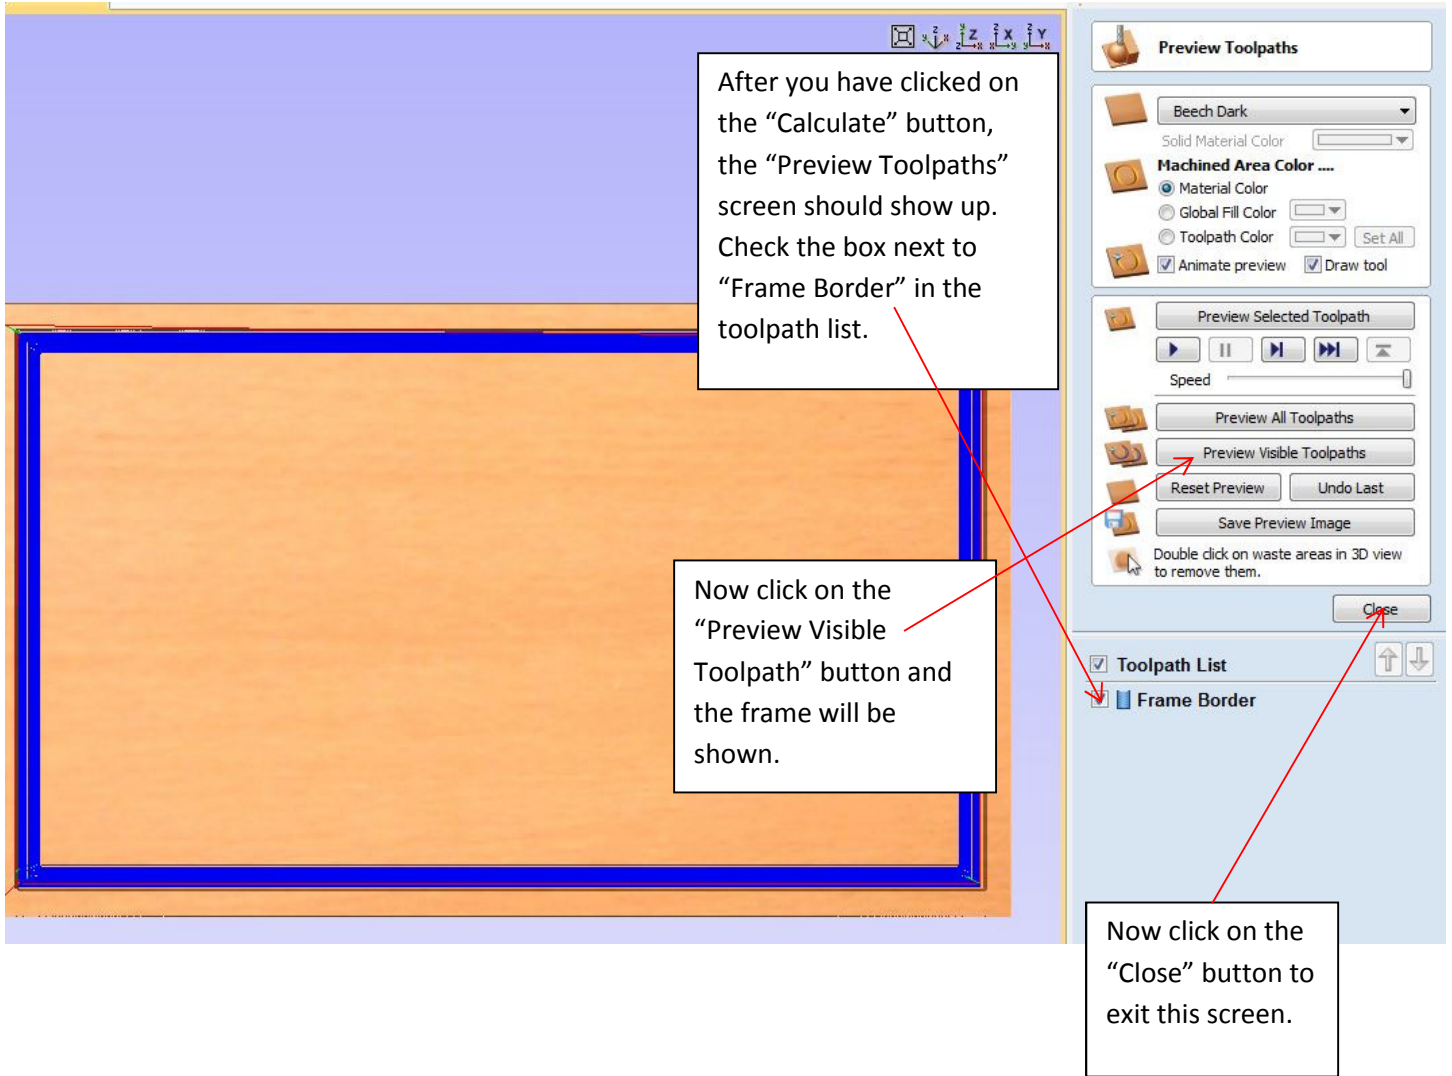 After you have clicked on
the “Calculate” button,
the “Preview Toolpaths”
screen should show up.
Check the box next to
“Frame Border” in the
toolpath list.
Now click on the
“Preview Visible
Toolpath” button and
the frame will be
shown.
Preview Toolpaths
Beech Dark
Solid Material Color
Machined Area Color ....
Material Color
Global Fill Color
Toolpath Color Set All
Animate preview Draw tool
Preview Selected Toolpath
Speed
Preview All Toolpaths
Preview Visible Toolpaths
Reset Preview Undo Last
Save Preview Image
Double click on waste areas in 3D view
to remove them.
Close
Toolpath List
Frame Border
Now click on the
“Close” button to
exit this screen.